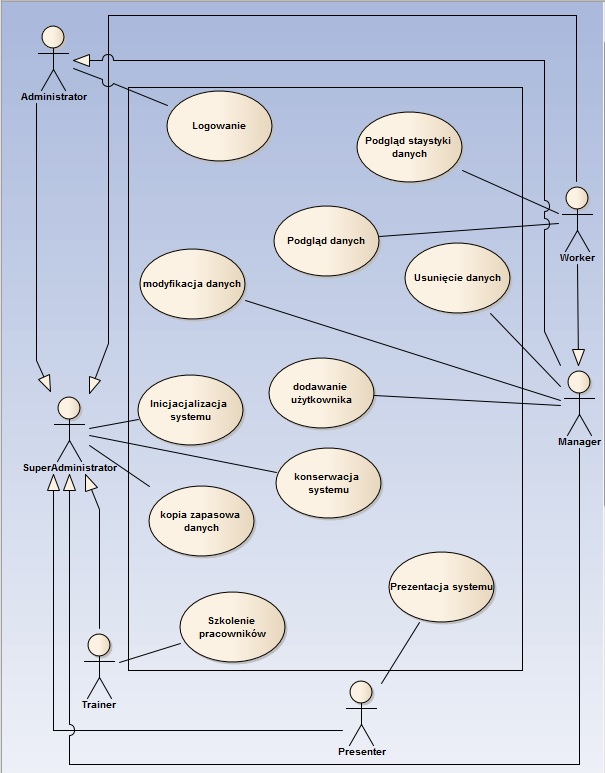 Administrator
Logowanie
Podgląd staystyki
danych
Podgląd danych
Worker
Usunięcie danych
modyfikacja danych
dodawanie
użytkownika
Manager
Inicjacjalizacja
systemu
SuperAdministrator
konserwacja
systemu
kopia zapasowa
danych
Prezentacja systemu
Szkolenie
pracowników
Trainer
Presenter